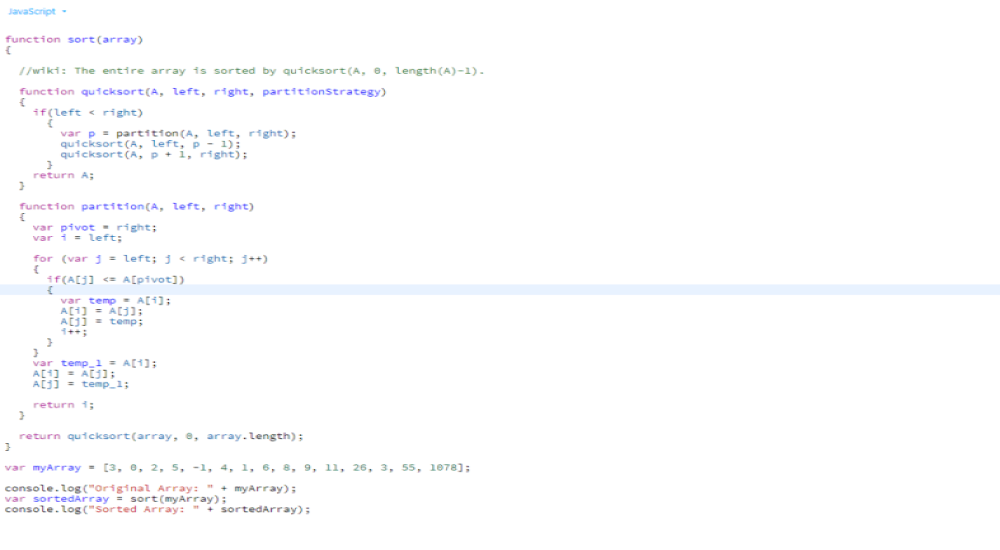 JavaScript
function sort(array)
{
//wiki: The entire array is sorted by quicksort(A, 0, length(A)-1).
function quicksort(A, left, right, partitionStrategy)
{
if(left < right)
{
var p = partition(A, left, right);
quicksort(A, left, p - 1);
quicksort(A, p + 1, right);
}
return A;
}
function partition(A, left, right)
{
var pivot = right;
var i = left;
for (var j = left; j < right; j++)
{
if(A[j] <= A[pivot])
{
var temp = A[i];
A[i] = A[j];
A[j] = temp;
i++;
}
}
var temp_1 = A[i];
A[i] = A[j];
A[j] = temp_1;
return i;
}
return quicksort(array, 0, array.length);
}
var myArray = [3, 0, 2, 5, -1, 4, 1, 6, 8, 9, 11, 26, 3, 55, 1078];
console.log("Original Array: " + myArray);
var sortedArray = sort(myArray);
console.log("Sorted Array: " + sortedArray);